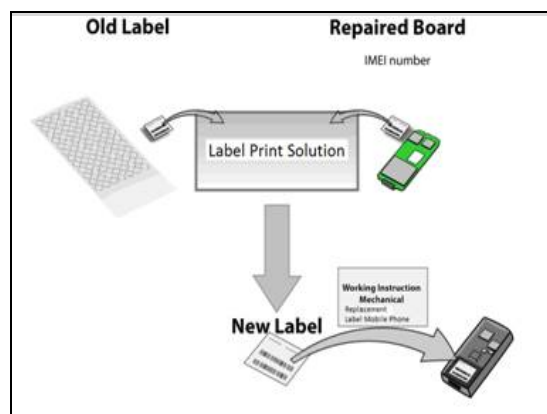 Old Label
Repaired Board
IMEI number
Label Print Solution
Working Instruction
Mechanical
Replacement
Label Mobile Phone
New Label